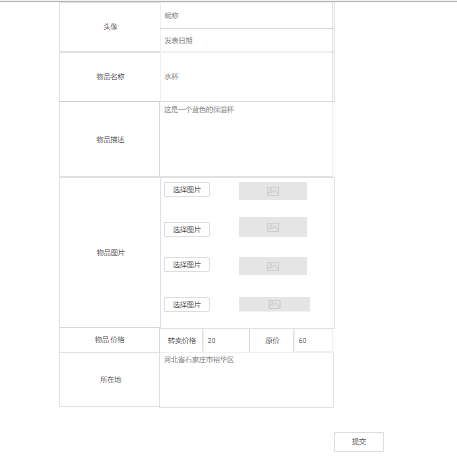 头像
昵称
发表日期
物品名称
水杯
物品描述
这是一个蓝色的保温杯
物品图片
选择图片
选择图片
选择图片
选择图片
物品 价格
转卖价格
20
原价
60
所在地
河北省石家庄市裕华区
提交